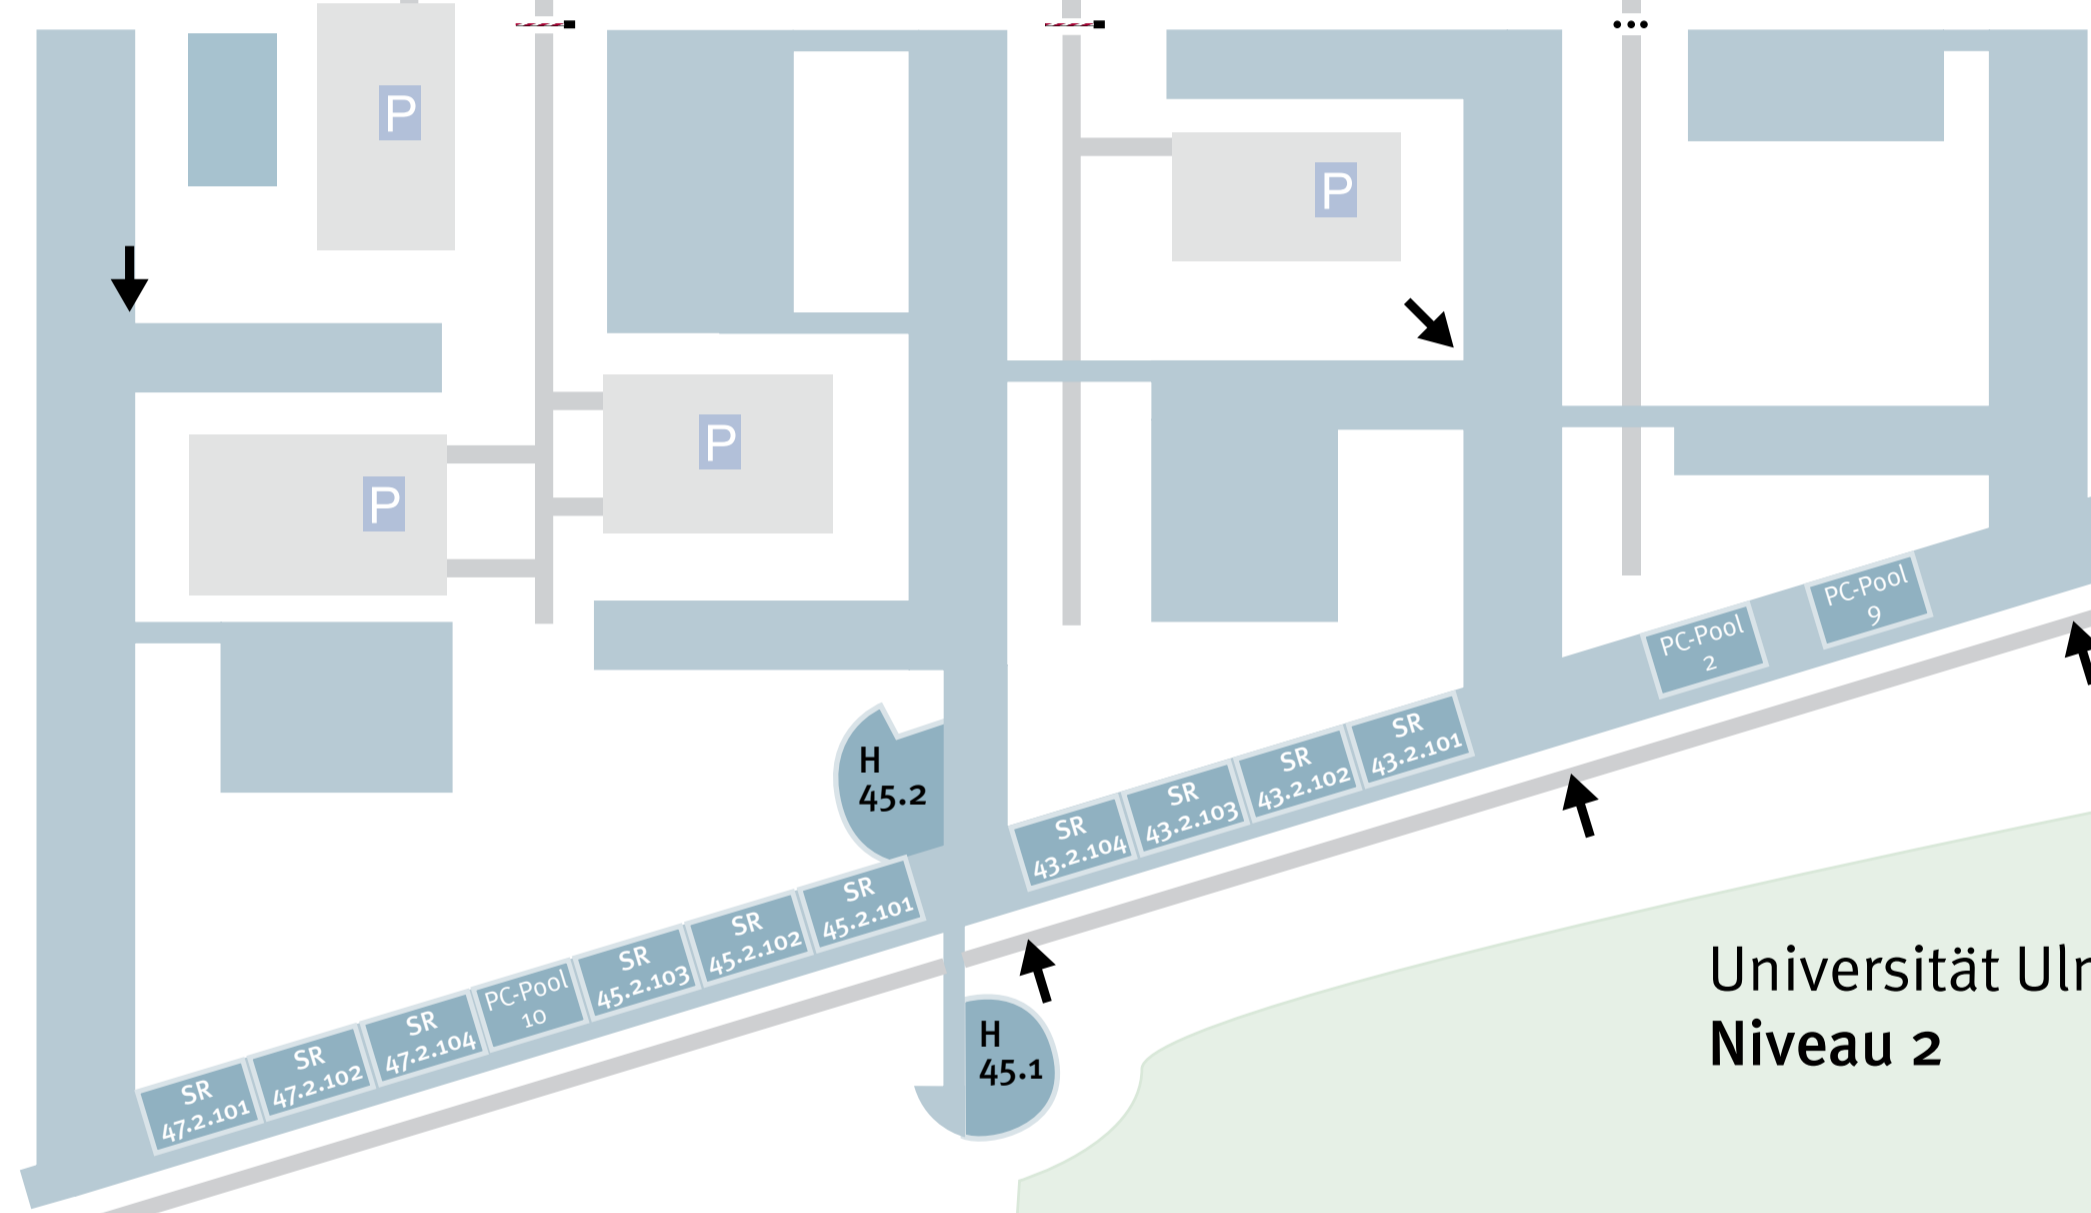 P
P
P
P
PC-Pool
9
PC-Pool
2
SR
43.2.101
SR
43.2.102
SR
43.2.103
SR
43.2.104
H
45.2
SR
45.2.101
SR
45.2.102
SR
45.2.103
PC-Pool
10
SR
47.2.104
SR
47.2.102
SR
47.2.101
H
45.1
Universität
Niveau 2